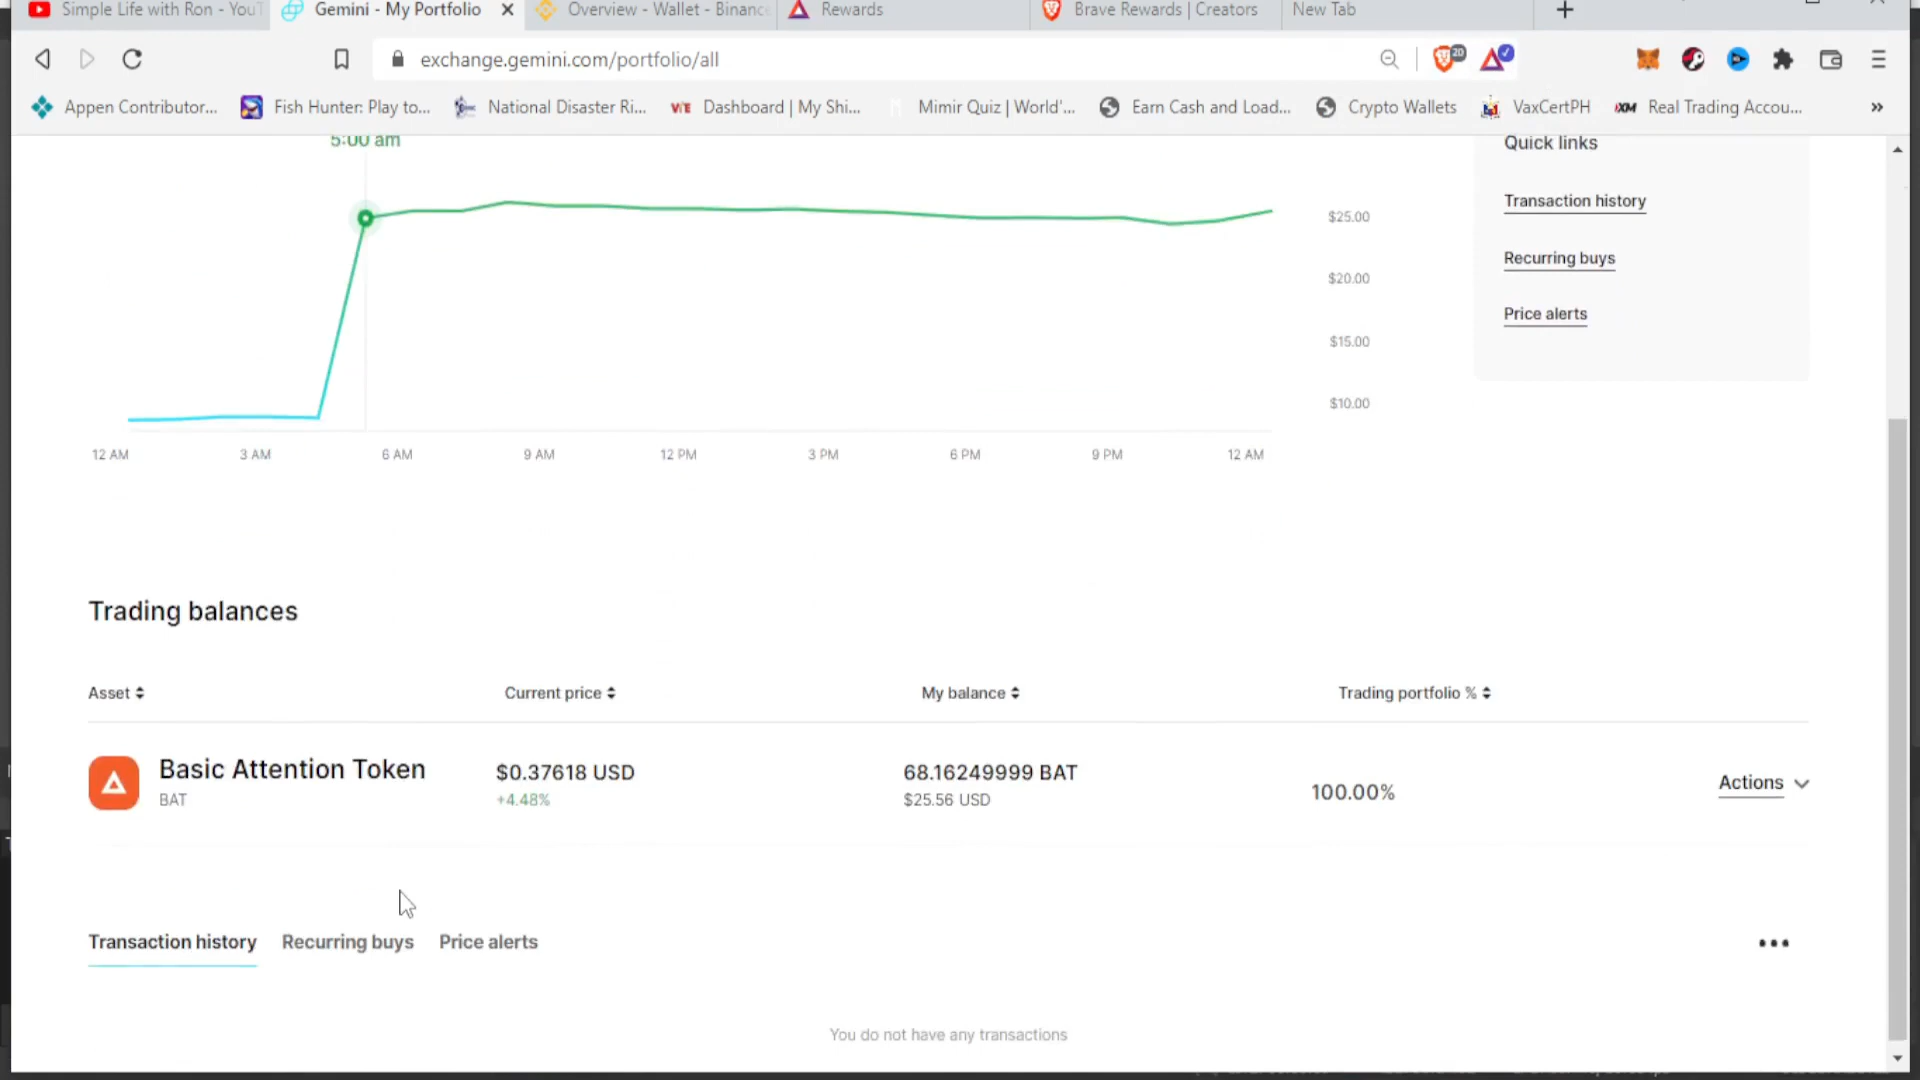 Simple Life with Ron - YouT
Gemini - My Portfolio
Overview - Wallet - Binance
Rewards
Brave Rewards | Creators
New Tab
exchange.gemini.com/portfolio/all
20
Appen Contributor...
Fish Hunter: Play to...
National Disaster Ri...
Dashboard | My Shi...
Mimir Quiz | World'...
Earn Cash and Load...
Crypto Wallets
VaxCertPH
XM Real Trading Accou...
5:00 am
$25.00
$20.00
$15.00
$10.00
12 AM 3 AM 6 AM 9 AM 12 PM 3 PM 6 PM 9 PM 12 AM
Quick links
Transaction history
Recurring buys
Price alerts
Trading balances
Asset Current price My balance Trading portfolio %
Basic Attention Token $0.37618 USD 68.16249999 BAT 100.00% Actions
BAT +4.48% $25.56 USD
Transaction history Recurring buys Price alerts
You do not have any transactions